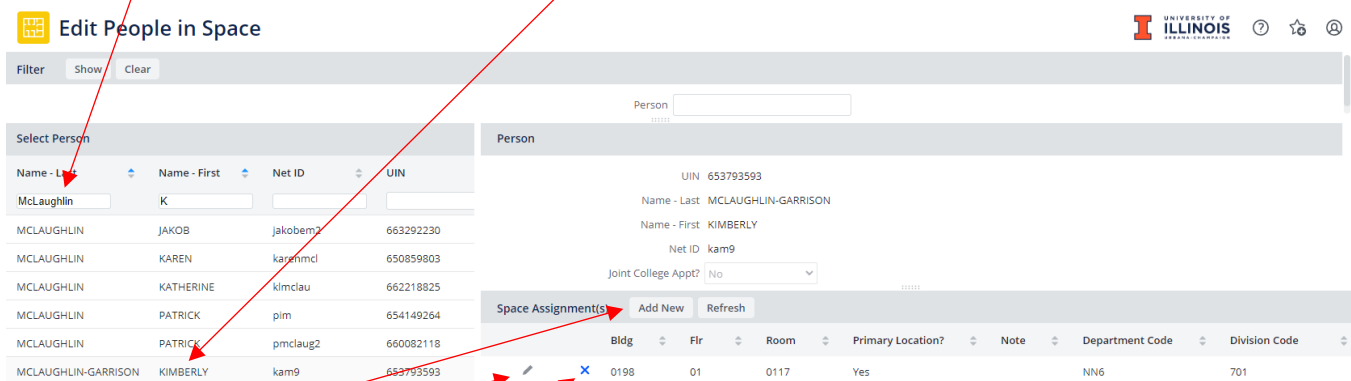 Edit People in Space
UNIVERSITY OF
ILLINOIS
URBANA-CHAMPAIGN
Filter Show Clear
Person
Select Person
Name - Last Name - First Net ID UIN
McLaughlin K
MCLAUGHLIN JAKOB jakobem2 663292230
MCLAUGHLIN KAREN karenmcl 650859803
MCLAUGHLIN KATHERINE klmclau 662218825
MCLAUGHLIN PATRICK pim 654149264
MCLAUGHLIN PATRICK pmclaug2 660082118
MCLAUGHLIN-GARRISON KIMBERLY kam9 653793593
Person
UIN 653793593
Name - Last MCLAUGHLIN-GARRISON
Name - First KIMBERLY
Net ID kam9
Joint College Appt? No
Space Assignment(s) Add New Refresh
Bldg Flr Room Primary Location? Note Department Code Division Code
0198 01 0117 Yes NN6 701